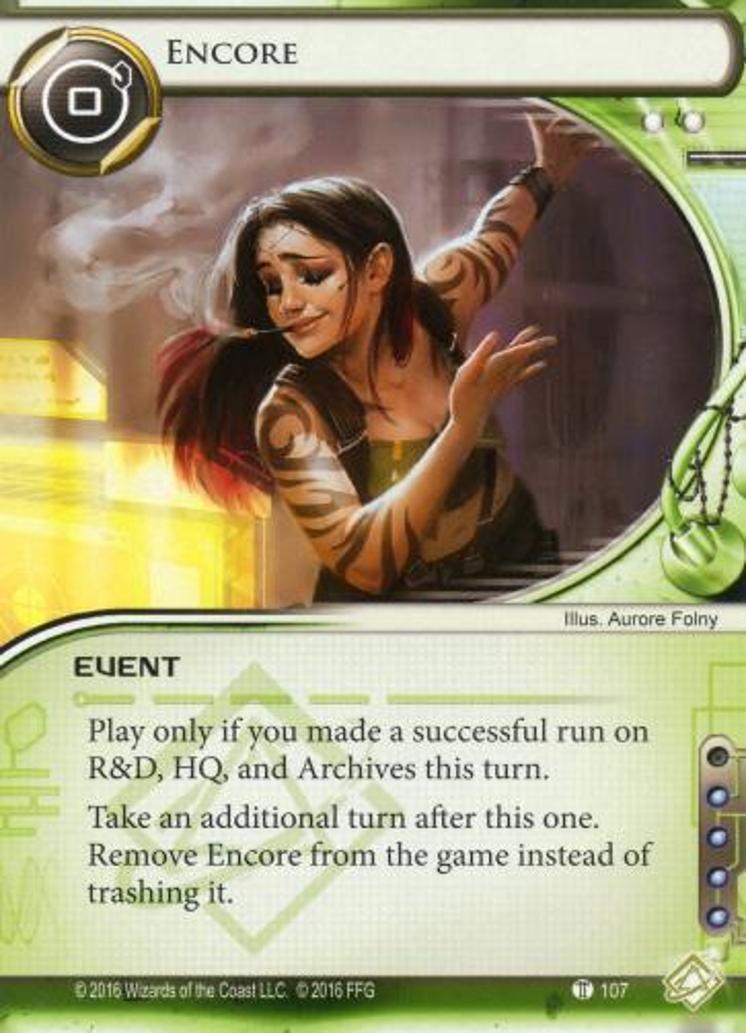 ENCORE
Illus. Aurore Folny
EVENT
Play only if you made a successful run on
R&D, HQ, and Archives this turn.
Take an additional turn after this one.
Remove Encore from the game instead of
trashing it.
© 2016 Wizards of the Coast LLC. © 2016 FFG
107